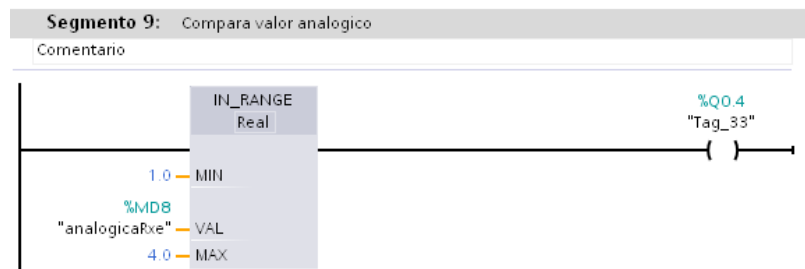 Segmento 9: Compara valor analogico
Comentario
IN_RANGE
Real
%Q0.4
"Tag_33"
1.0 MIN
%MD8
"analogicaRxe" VAL
4.0 MAX